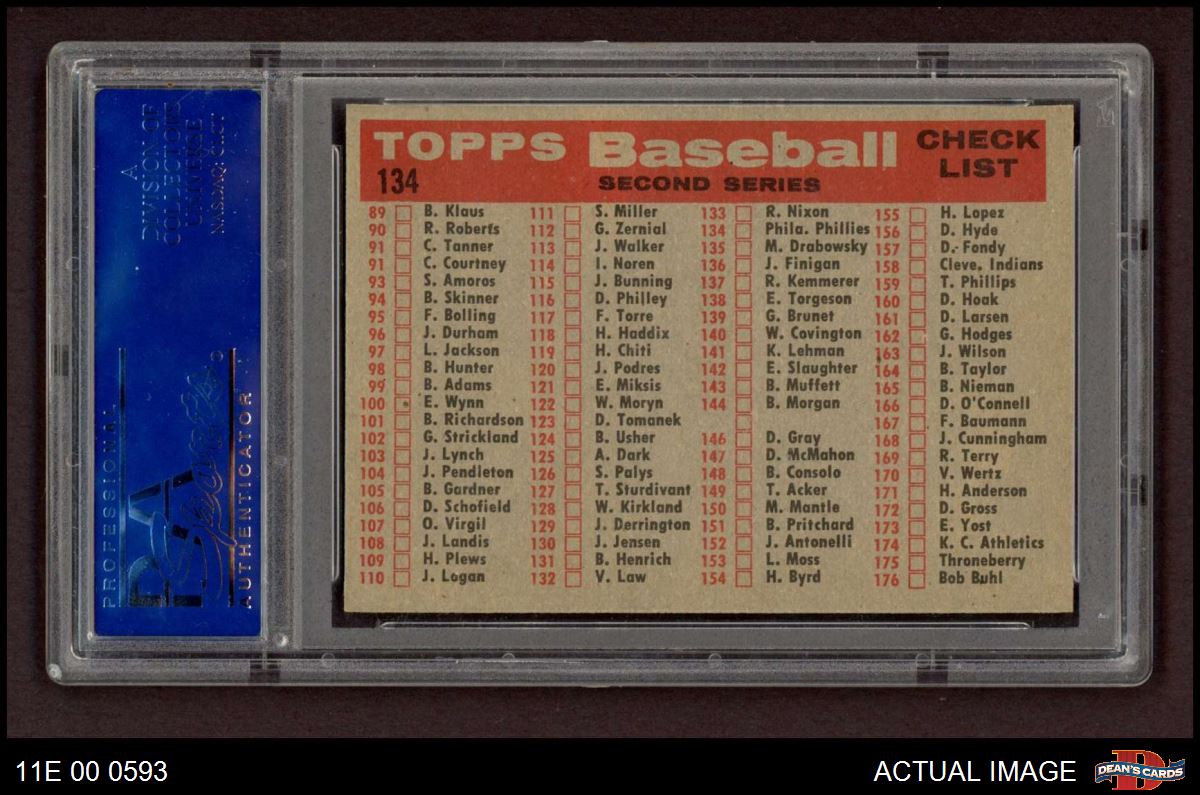 A
DIVISION OF
COLLECTORS
UNIVERSE
NASDAQ: CLCT
PROFESSIONAL
PSA
Sports
AUTHENTICATOR
TOPPS Baseball CHECK LIST
134 SECOND SERIES
89 B. Klaus
90 R. Roberts
91 C. Tanner
91 C. Courtney
93 S. Amoros
94 B. Skinner
95 F. Bolling
96 J. Durham
97 L. Jackson
98 B. Hunter
99 B. Adams
100 E. Wynn
101 B. Richardson
102 G. Strickland
103 J. Lynch
104 J. Pendleton
105 B. Gardner
106 D. Schofield
107 O. Virgil
108 J. Landis
109 H. Plews
110 J. Logan
111 S. Miller
112 G. Zernial
113 J. Walker
114 I. Noren
115 J. Bunning
116 D. Philley
117 F. Torre
118 H. Haddix
119 H. Chiti
120 J. Podres
121 E. Miksis
122 W. Moryn
123 D. Tomanek
124 B. Usher
125 A. Dark
126 S. Palys
127 T. Sturdivant
128 W. Kirkland
129 J. Derrington
130 J. Jensen
131 B. Henrich
132 V. Law
133 R. Nixon
134 Phila. Phillies
135 M. Drabowsky
136 J. Finigan
137 R. Kemmerer
138 E. Torgeson
139 G. Brunet
140 W. Covington
141 K. Lehman
142 E. Slaughter
143 B. Muffett
144 B. Morgan
146 D. Gray
147 D. McMahon
148 B. Consolo
149 T. Acker
150 M. Mantle
151 B. Pritchard
152 J. Antonelli
153 L. Moss
154 H. Byrd
155 H. Lopez
156 D. Hyde
157 D. Fondy
158 Cleve. Indians
159 T. Phillips
160 D. Hoak
161 D. Larsen
162 G. Hodges
163 J. Wilson
164 B. Taylor
165 B. Nieman
166 D. O'Connell
167 F. Baumann
168 J. Cunningham
169 R. Terry
170 V. Wertz
171 H. Anderson
172 D. Gross
173 E. Yost
174 K. C. Athletics
175 Throneberry
176 Bob Buhl
11E 00 0593
ACTUAL IMAGE
D
DEAN'S CARDS